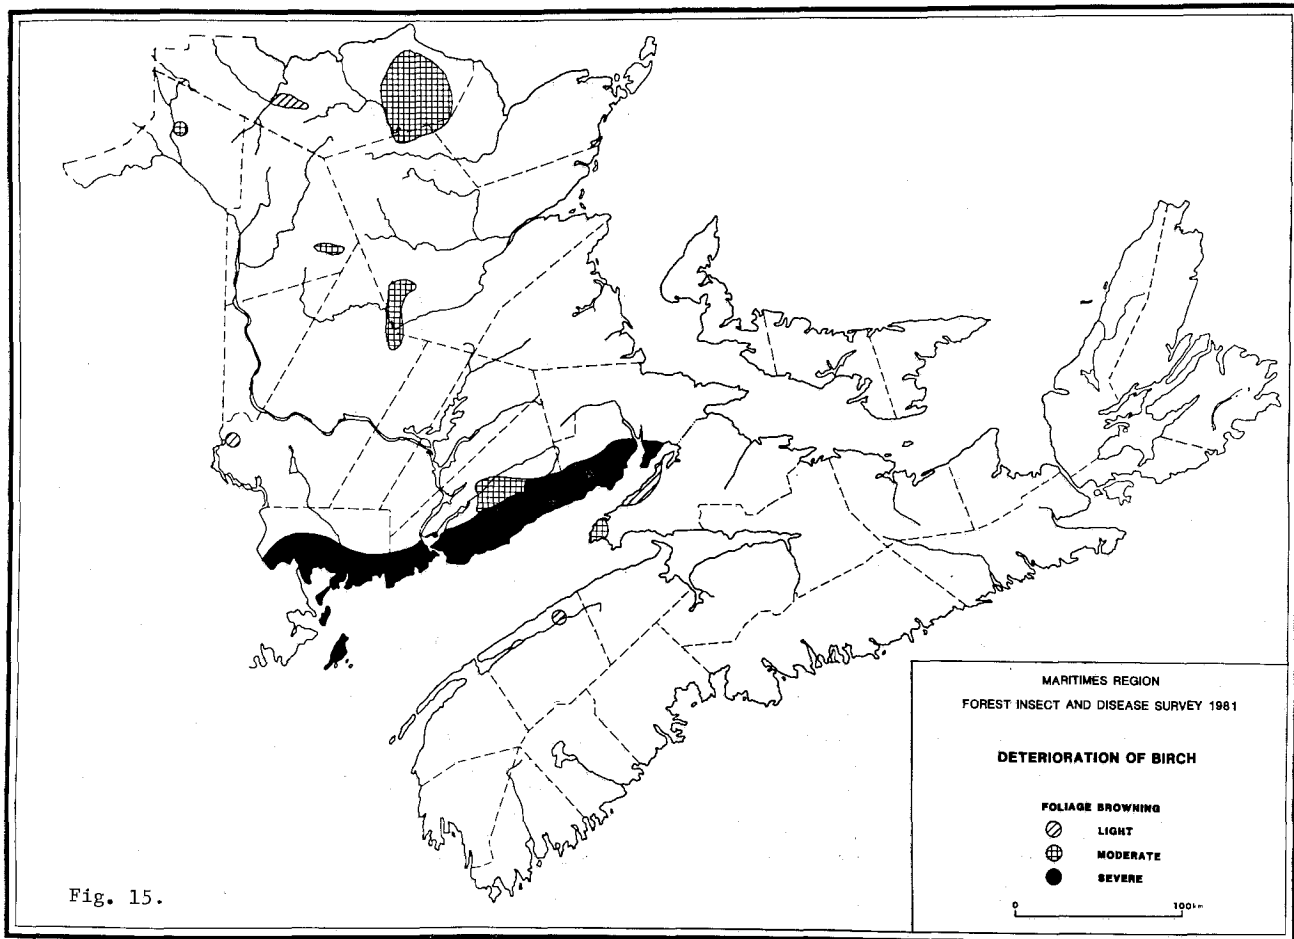 MARITIMES REGION
FOREST INSECT AND DISEASE SURVEY 1981
DETERIORATION OF BIRCH
FOLIAGE BROWNING
LIGHT
MODERATE
SEVERE
0 100km
Fig. 15.